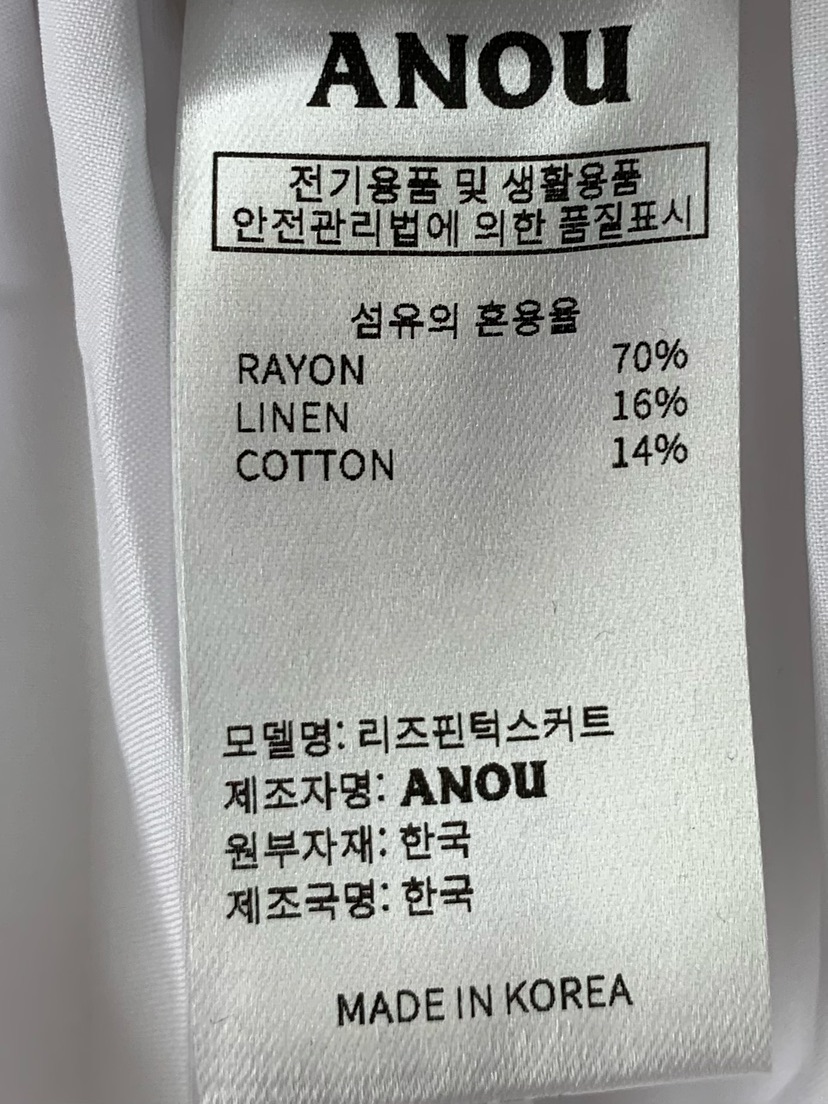 ANOU
전기용품 및 생활용품
안전관리법에 의한 품질표시
섬유의 혼용율
RAYON 70%
LINEN 16%
COTTON 14%
모델명: 리즈핀턱스커트
제조자명: ANOU
원부자재: 한국
제조국명: 한국
MADE IN KOREA